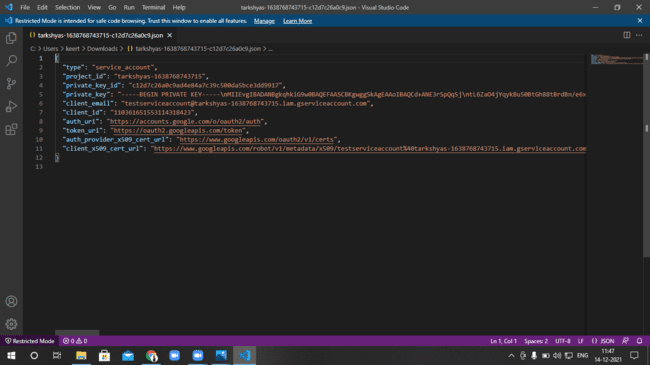 File Edit Selection View Go Run Terminal Help
tarkshyas-1638768743715-c12d7c26a0c9.json - Visual Studio Code
Restricted Mode is intended for safe code browsing. Trust this window to enable all features. Manage Learn More
tarkshyas-1638768743715-c12d7c26a0c9.json
C: > Users > keert > Downloads > tarkshyas-1638768743715-c12d7c26a0c9.json > ...
1 {
2 "type": "service_account",
3 "project_id": "tarkshyas-1638768743715",
4 "private_key_id":
5 "private_key": "-----BEGIN PRIVATE KEY-----
6 "client_email": "testserviceaccount@tarkshyas-1638768743715.iam.gserviceaccount.com",
7 "client_id": "110361651553114318423",
8 "auth_uri": "https://accounts.google.com/o/oauth2/auth",
9 "token_uri": "https://oauth2.googleapis.com/token",
10 "auth_provider_x509_cert_url": "https://www.googleapis.com/oauth2/v1/certs",
11 "client_x509_cert_url": "https://www.googleapis.com/robot/v1/metadata/x509/testserviceaccount%40tarkshyas-1638768743715.iam.gserviceaccount.com
12 }
13
Restricted Mode 0 0 Ln 1, Col 1 Spaces: 2 UTF-8 LF {} JSON
ENG 11:47
14-12-2021